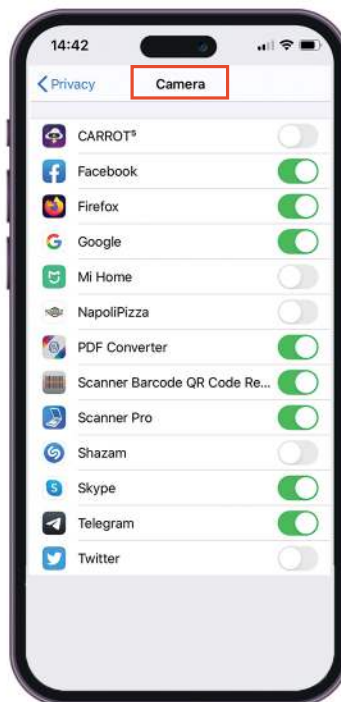 14:42
Privacy Camera
CARROT⁵
Facebook
Firefox
Google
Mi Home
NapoliPizza
PDF Converter
Scanner Barcode QR Code Re...
Scanner Pro
Shazam
Skype
Telegram
Twitter